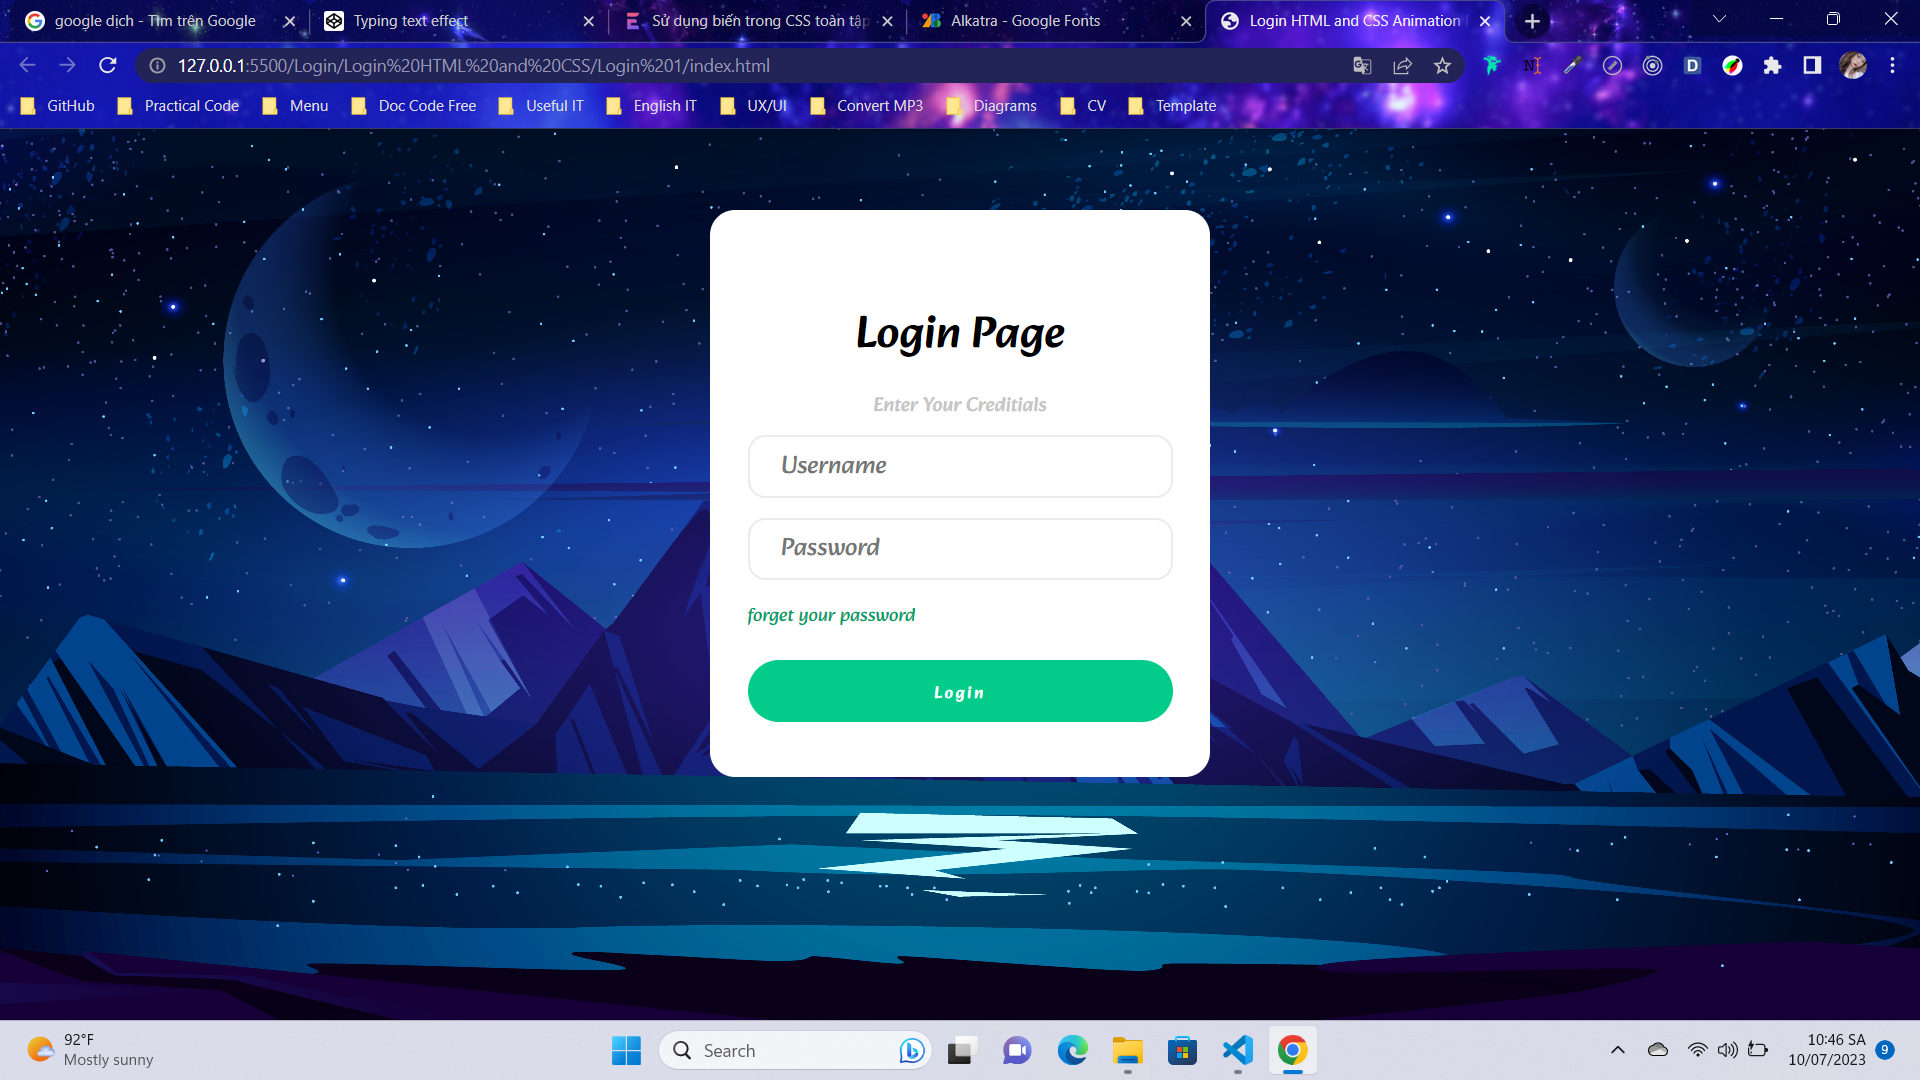 google dịch - Tìm trên Google
Typing text effect
Sử dụng biến trong CSS toàn tập
Alkatra - Google Fonts
Login HTML and CSS Animation
127.0.0.1:5500/Login/Login%20HTML%20and%20CSS/Login%201/index.html
GitHub
Practical Code
Menu
Doc Code Free
Useful IT
English IT
UX/UI
Convert MP3
Diagrams
CV
Template
Login Page
Enter Your Creditials
Username
Password
forget your password
Login
92°F
Mostly sunny
Search
10:46 SA
10/07/2023
9